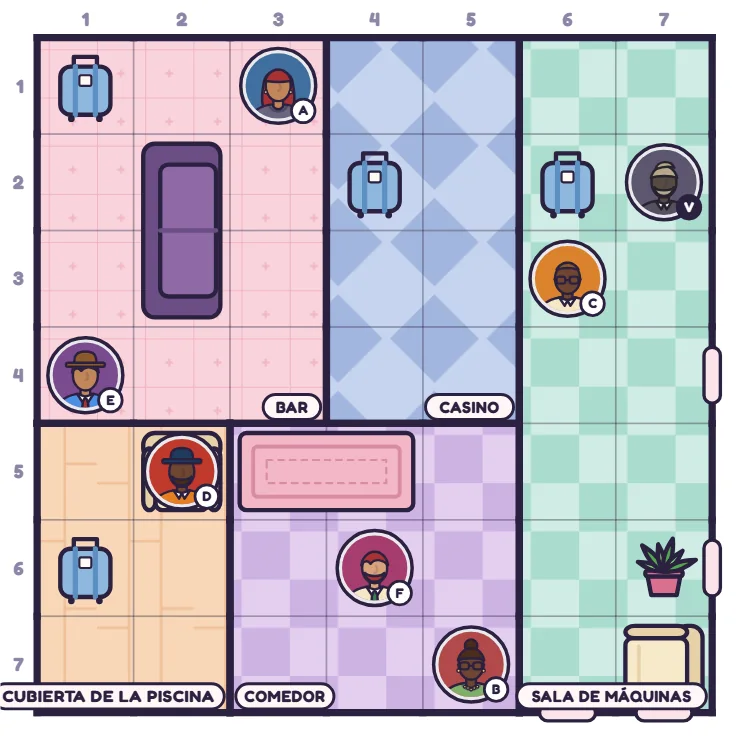 1 2 3 4 5 6 7
1
A
2
V
3
C
4
E
BAR
CASINO
5
D
6
F
7
B
CUBIERTA DE LA PISCINA
COMEDOR
SALA DE MÁQUINAS